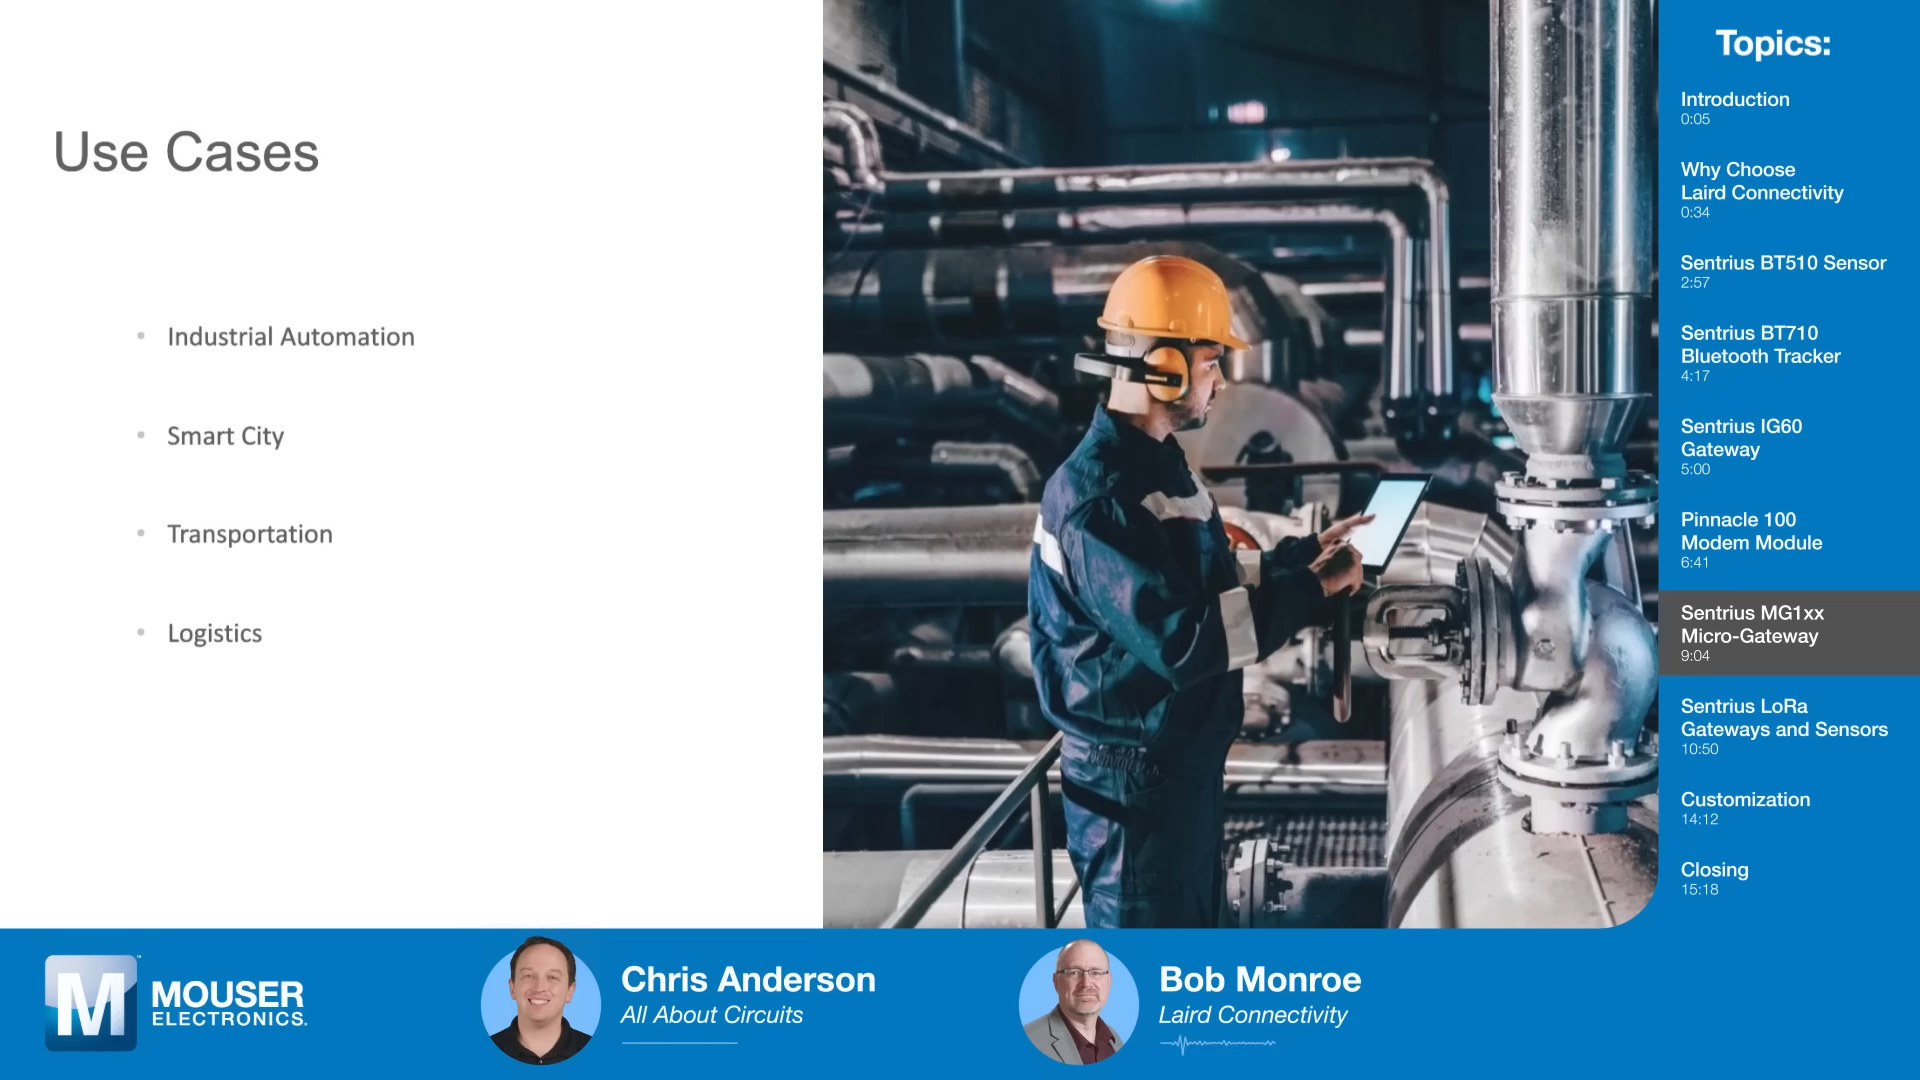 Use Cases
• Industrial Automation
• Smart City
• Transportation
• Logistics
Topics:
Introduction
0:05
Why Choose
Laird Connectivity
0:34
Sentrius BT510 Sensor
2:57
Sentrius BT710
Bluetooth Tracker
4:17
Sentrius IG60
Gateway
5:00
Pinnacle 100
Modem Module
6:41
Sentrius MG1xx
Micro-Gateway
9:04
Sentrius LoRa
Gateways and Sensors
10:50
Customization
14:12
Closing
15:18
M™
MOUSER
ELECTRONICS.
Chris Anderson
All About Circuits
Bob Monroe
Laird Connectivity